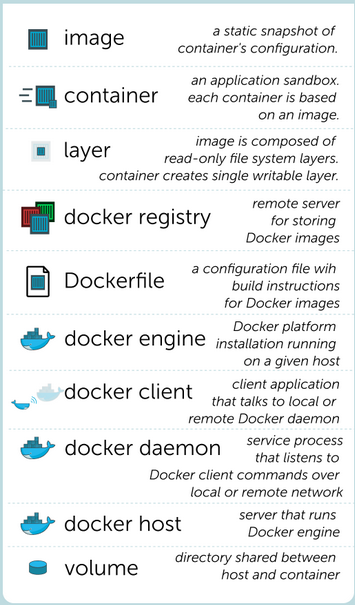 image
a static snapshot of
container's configuration.
container
an application sandbox.
each container is based
on an image.
layer
image is composed of
read-only file system layers.
container creates single writable layer.
docker registry
remote server
for storing
Docker images
Dockerfile
a configuration file wih
build instructions
for Docker images
docker engine
Docker platform
installation running
on a given host
docker client
client application
that talks to local or
remote Docker daemon
docker daemon
service process
that listens to
Docker client commands over
local or remote network
docker host
server that runs
Docker engine
volume
directory shared between
host and container